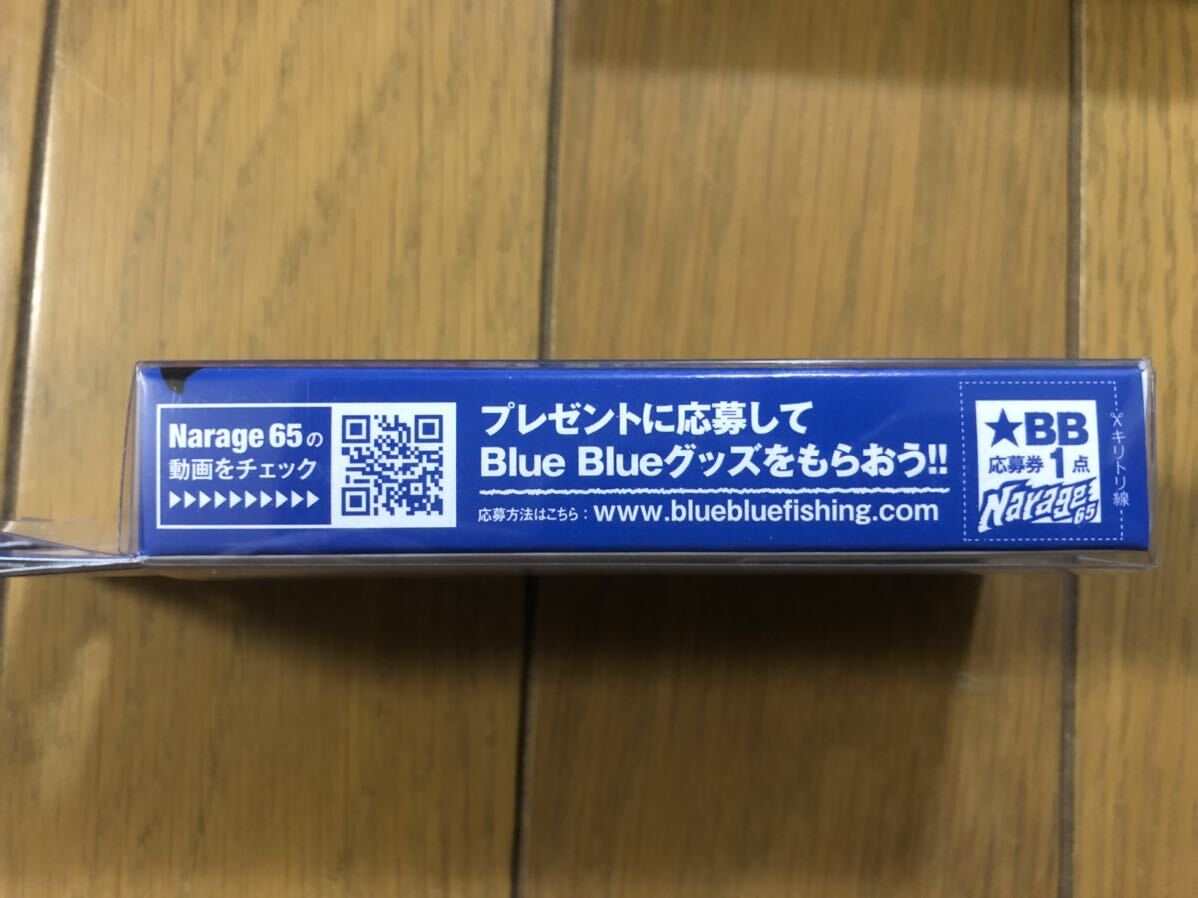 Narage 65の
動画をチェック
プレゼントに応募して
Blue Blueグッズをもらおう!!
応募方法はこちら：www.bluebluefishing.com
★BB
応募券1点
Narage 65
キリトリ線